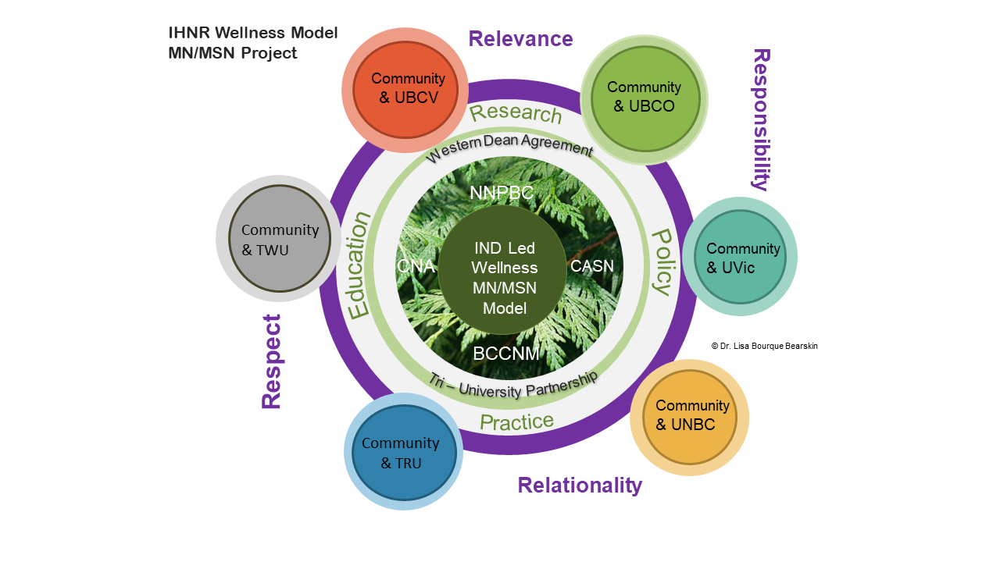 IHNR Wellness Model
MN/MSN Project
Relevance
Responsibility
Community
& UBCV
Community
& UBCO
Research
Western Dean Agreement
NNPBC
Community
& TWU
Education
CNA
IND Led
Wellness
MN/MSN
Model
CASN
Policy
Community
& UVic
Respect
BCCNM
© Dr. Lisa Bourque Bearskin
Tri – University Partnership
Practice
Community
& UNBC
Community
& TRU
Relationality